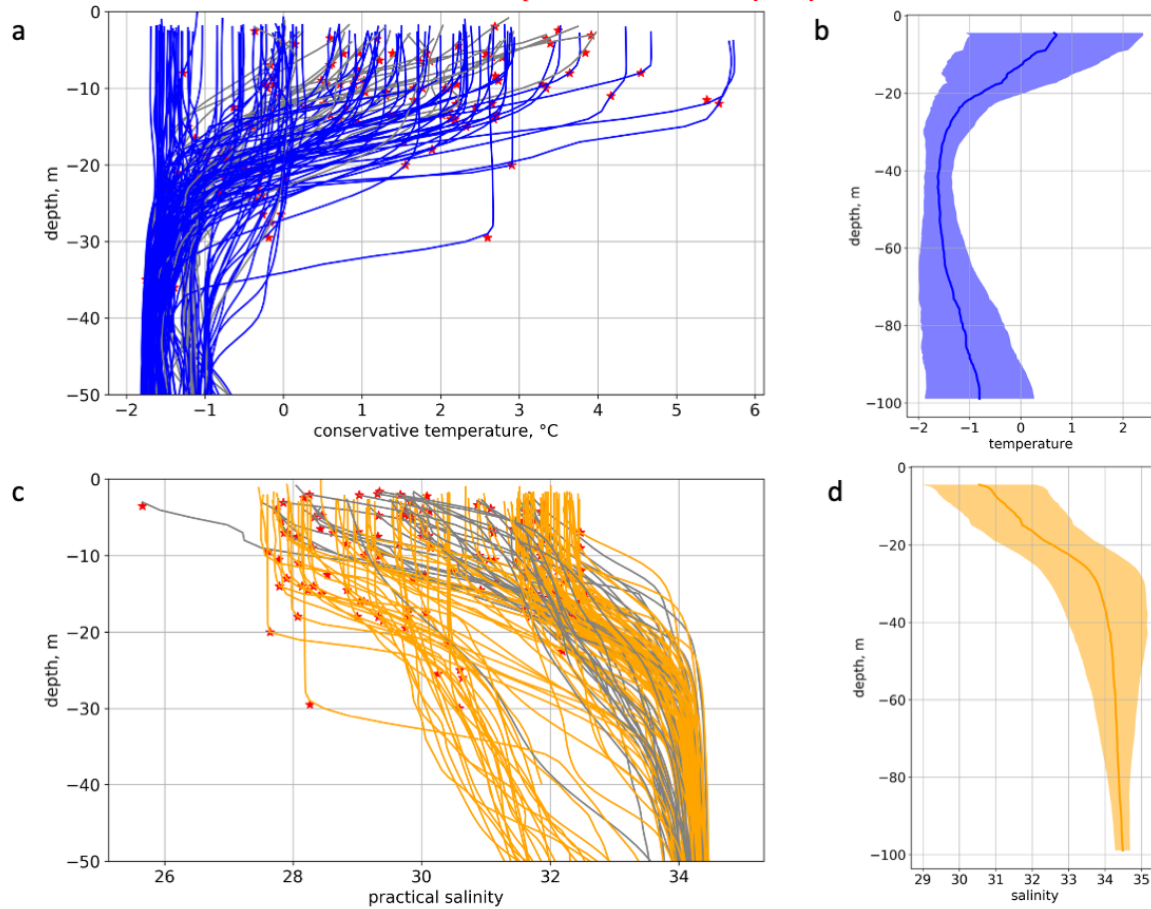 a
0
−10
−20
−30
−40
−50
depth, m
−2 −1 0 1 2 3 4 5 6
conservative temperature, °C
b
0
−20
−40
−60
−80
−100
depth, m
−2 −1 0 1 2
temperature
c
0
−10
−20
−30
−40
−50
depth, m
26 28 30 32 34
practical salinity
d
0
−20
−40
−60
−80
−100
depth, m
29 30 31 32 33 34 35
salinity